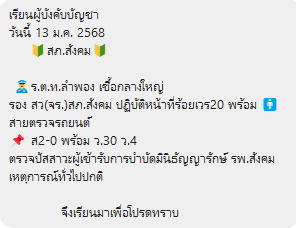 เรียนผู้บังคับบัญชา
วันนี้ 13 ม.ค. 2568
🔰 สภ.สังคม 🔰
👮 ร.ต.ท.ลำพอง เชื้อกลางใหญ่
รอง สว(จร.)สภ.สังคม ปฏิบัติหน้าที่ร้อยเวร20 พร้อม 🚹
สายตรวจรถยนต์
📌 ส2-0 พร้อม ว.30 ว.4
ตรวจปัสสาวะผู้เข้ารับการบำบัดมินิธัญญารักษ์ รพ.สังคม
เหตุการณ์ทั่วไปปกติ
จึงเรียนมาเพื่อโปรดทราบ